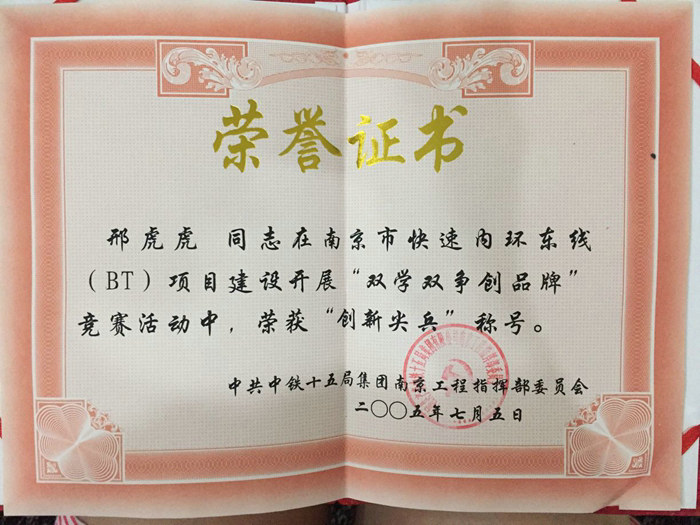 荣誉证书
邢虎虎 同志在南京市快速内环东线
（BT）项目建设开展“双学双争创品牌”
竞赛活动中，荣获“创新尖兵”称号。
中共中铁十五局集团南京工程指挥部委员会
二〇〇五年七月五日